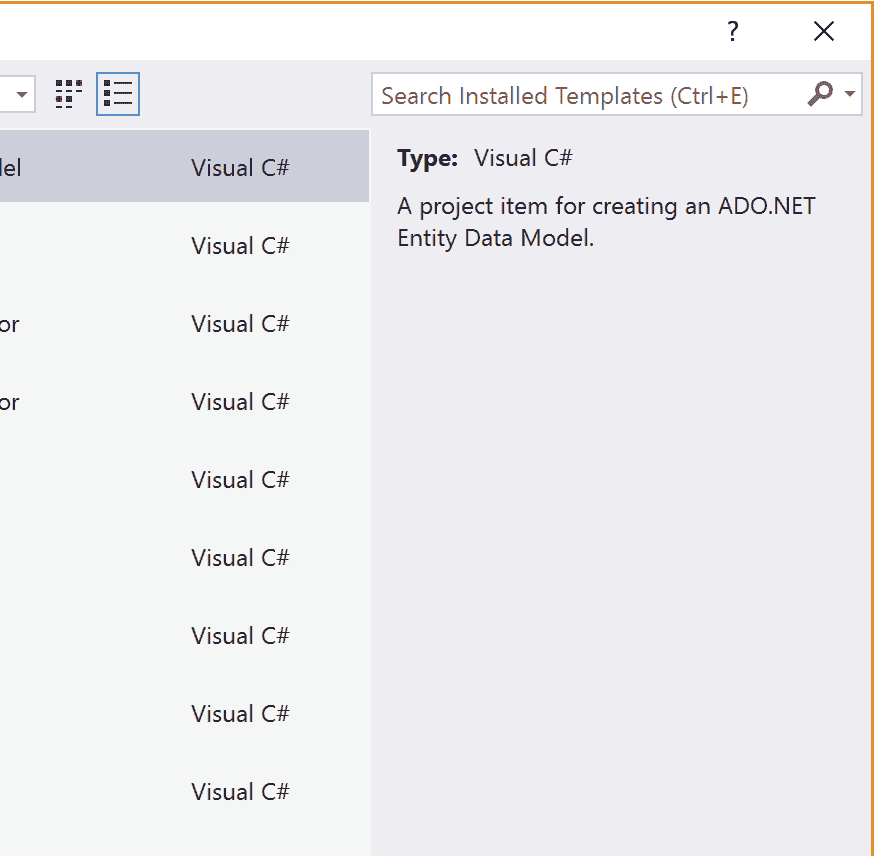 ?
Search Installed Templates (Ctrl+E)
Type: Visual C#
A project item for creating an ADO.NET
Entity Data Model.
el Visual C#
Visual C#
or Visual C#
or Visual C#
Visual C#
Visual C#
Visual C#
Visual C#
Visual C#